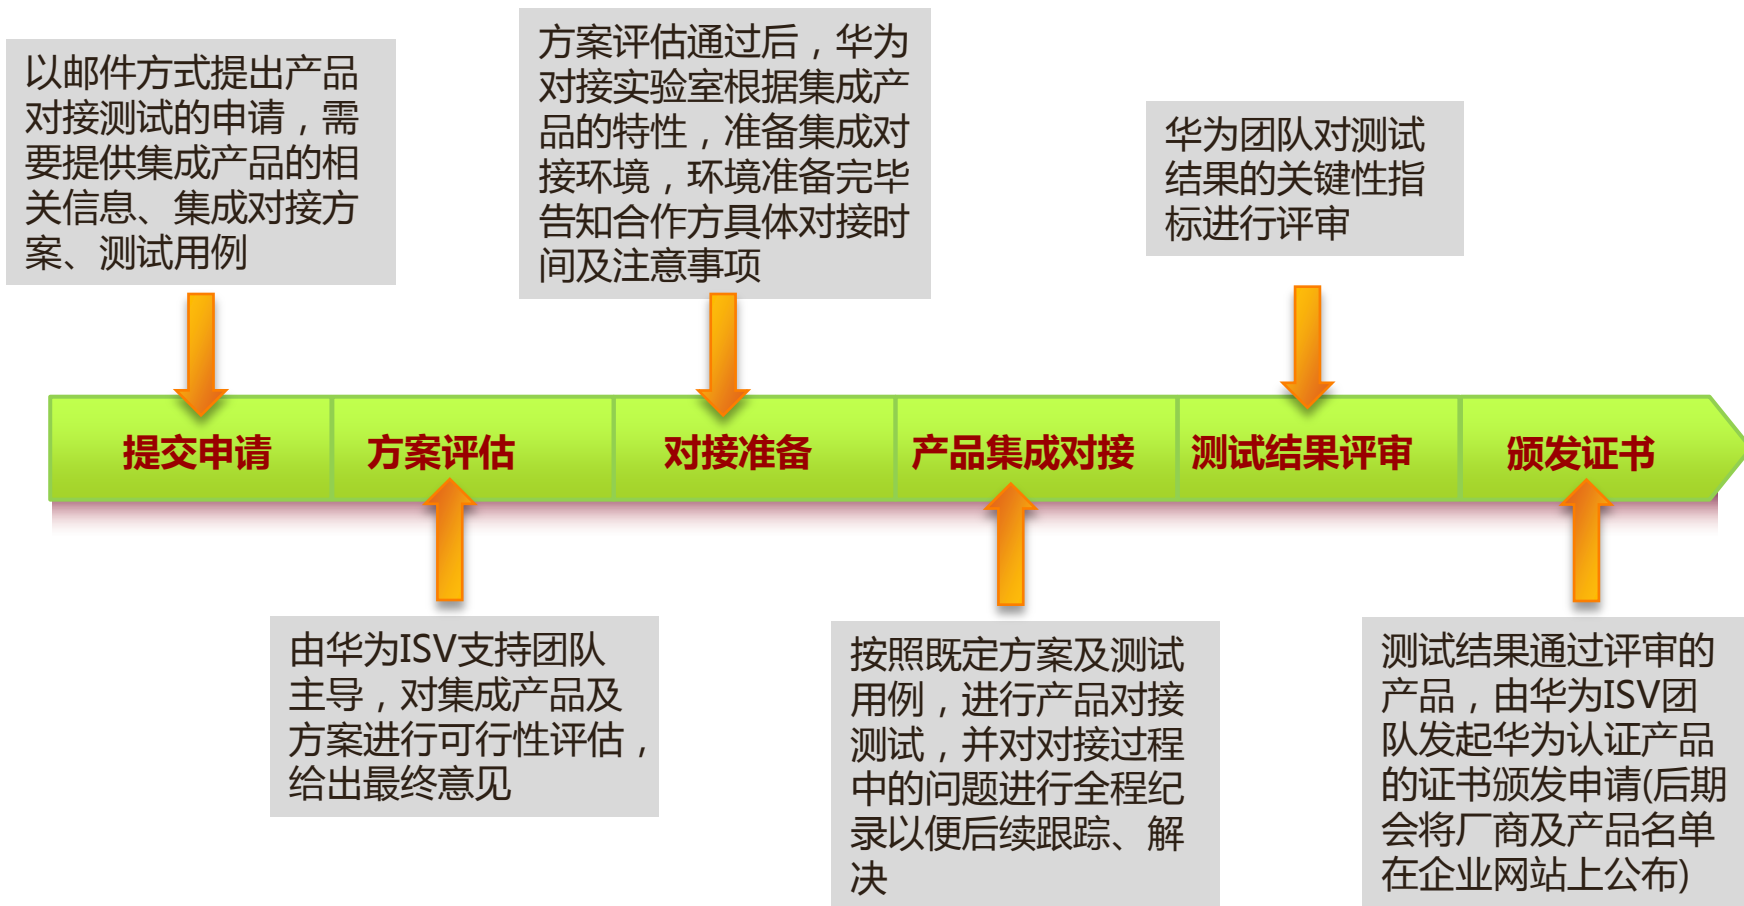 以邮件方式提出产品
对接测试的申请，需
要提供集成产品的相
关信息、集成对接方
案、测试用例
方案评估通过后，华为
对接实验室根据集成产
品的特性，准备集成对
接环境，环境准备完毕
告知合作方具体对接时
间及注意事项
华为团队对测试
结果的关键性指
标进行评审
提交申请
方案评估
对接准备
产品集成对接
测试结果评审
颁发证书
由华为ISV支持团队
主导，对集成产品及
方案进行可行性评估，
给出最终意见
按照既定方案及测试
用例，进行产品对接
测试，并对对接过程
中的问题进行全程纪
录以便后续跟踪、解
决
测试结果通过评审的
产品，由华为ISV团
队发起华为认证产品
的证书颁发申请(后期
会将厂商及产品名单
在企业网站上公布)